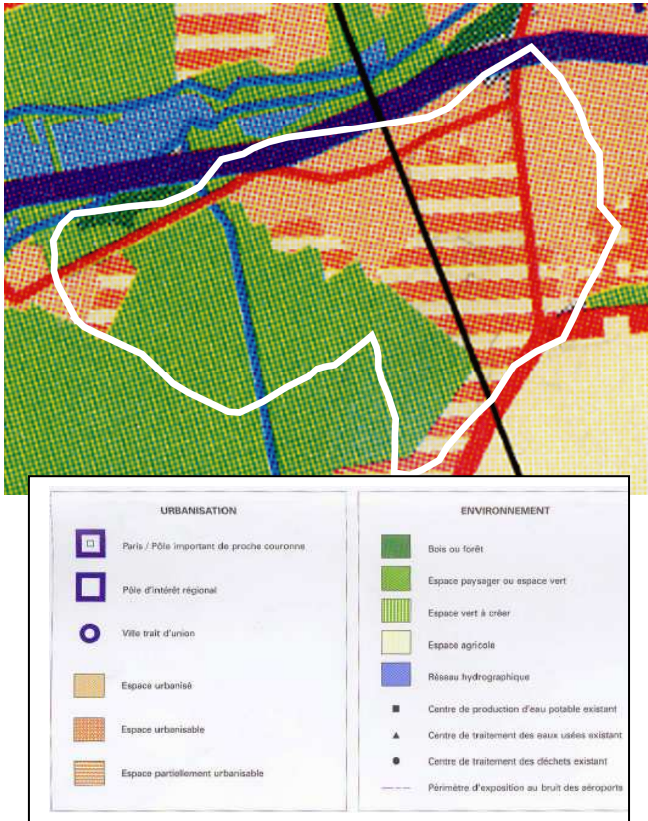 URBANISATION
Paris / Pôle important de proche couronne
Pôle d'intérêt régional
Ville trait d'union
Espace urbanisé
Espace urbanisable
Espace partiellement urbanisable
ENVIRONNEMENT
Bois ou forêt
Espace paysager ou espace vert
Espace vert à créer
Espace agricole
Réseau hydrographique
Centre de production d'eau potable existant
Centre de traitement des eaux usées existant
Centre de traitement des déchets existant
Périmètre d'exposition au bruit des aéroports